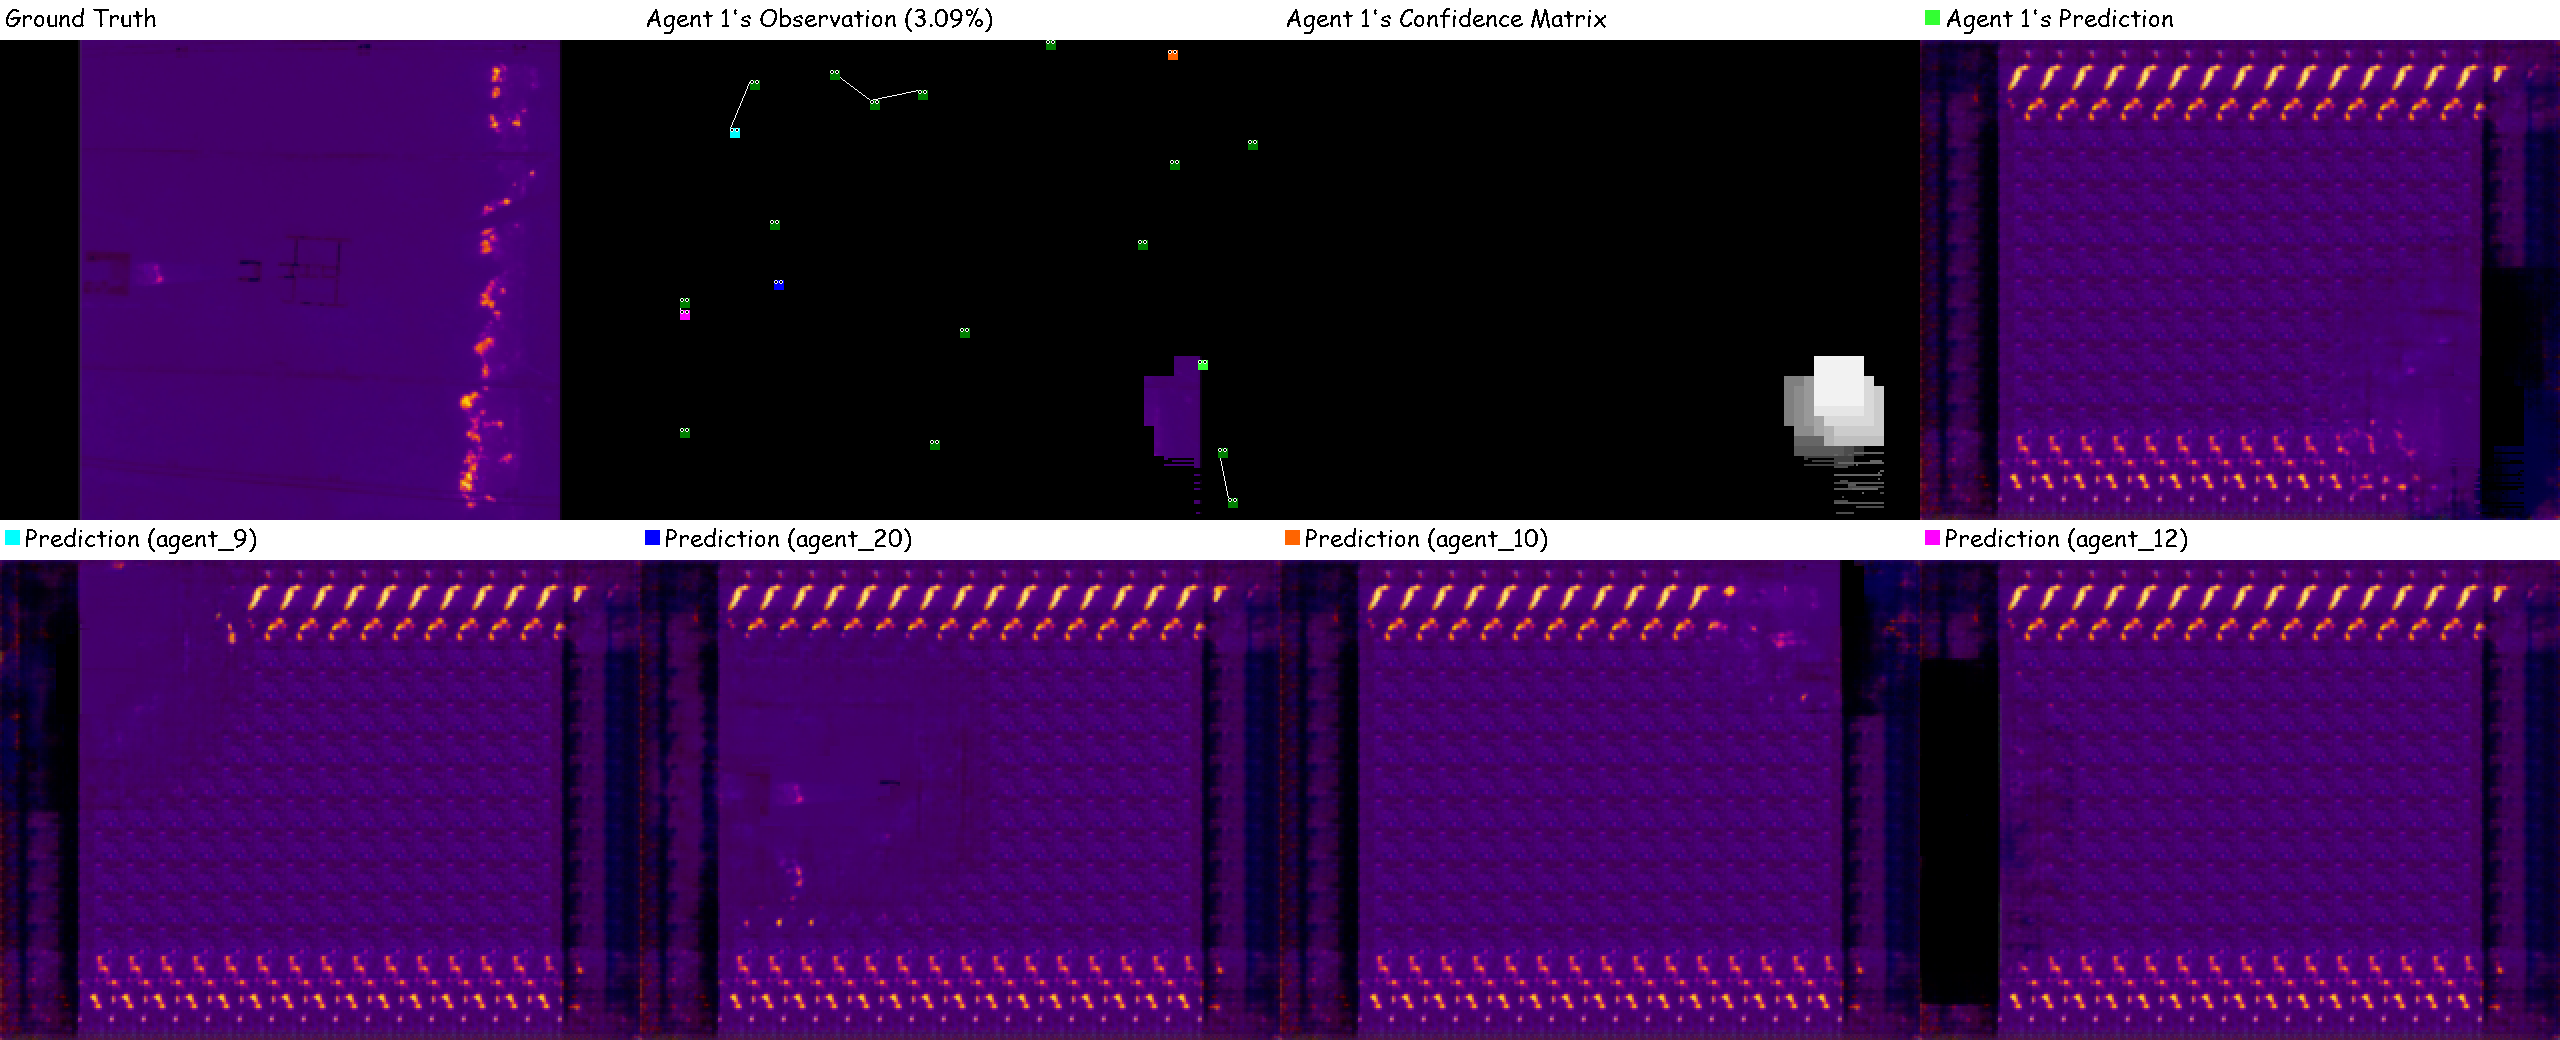 Ground Truth
Agent 1's Observation (3.09%)
Agent 1's Confidence Matrix
Agent 1's Prediction
Prediction (agent_9)
Prediction (agent_20)
Prediction (agent_10)
Prediction (agent_12)